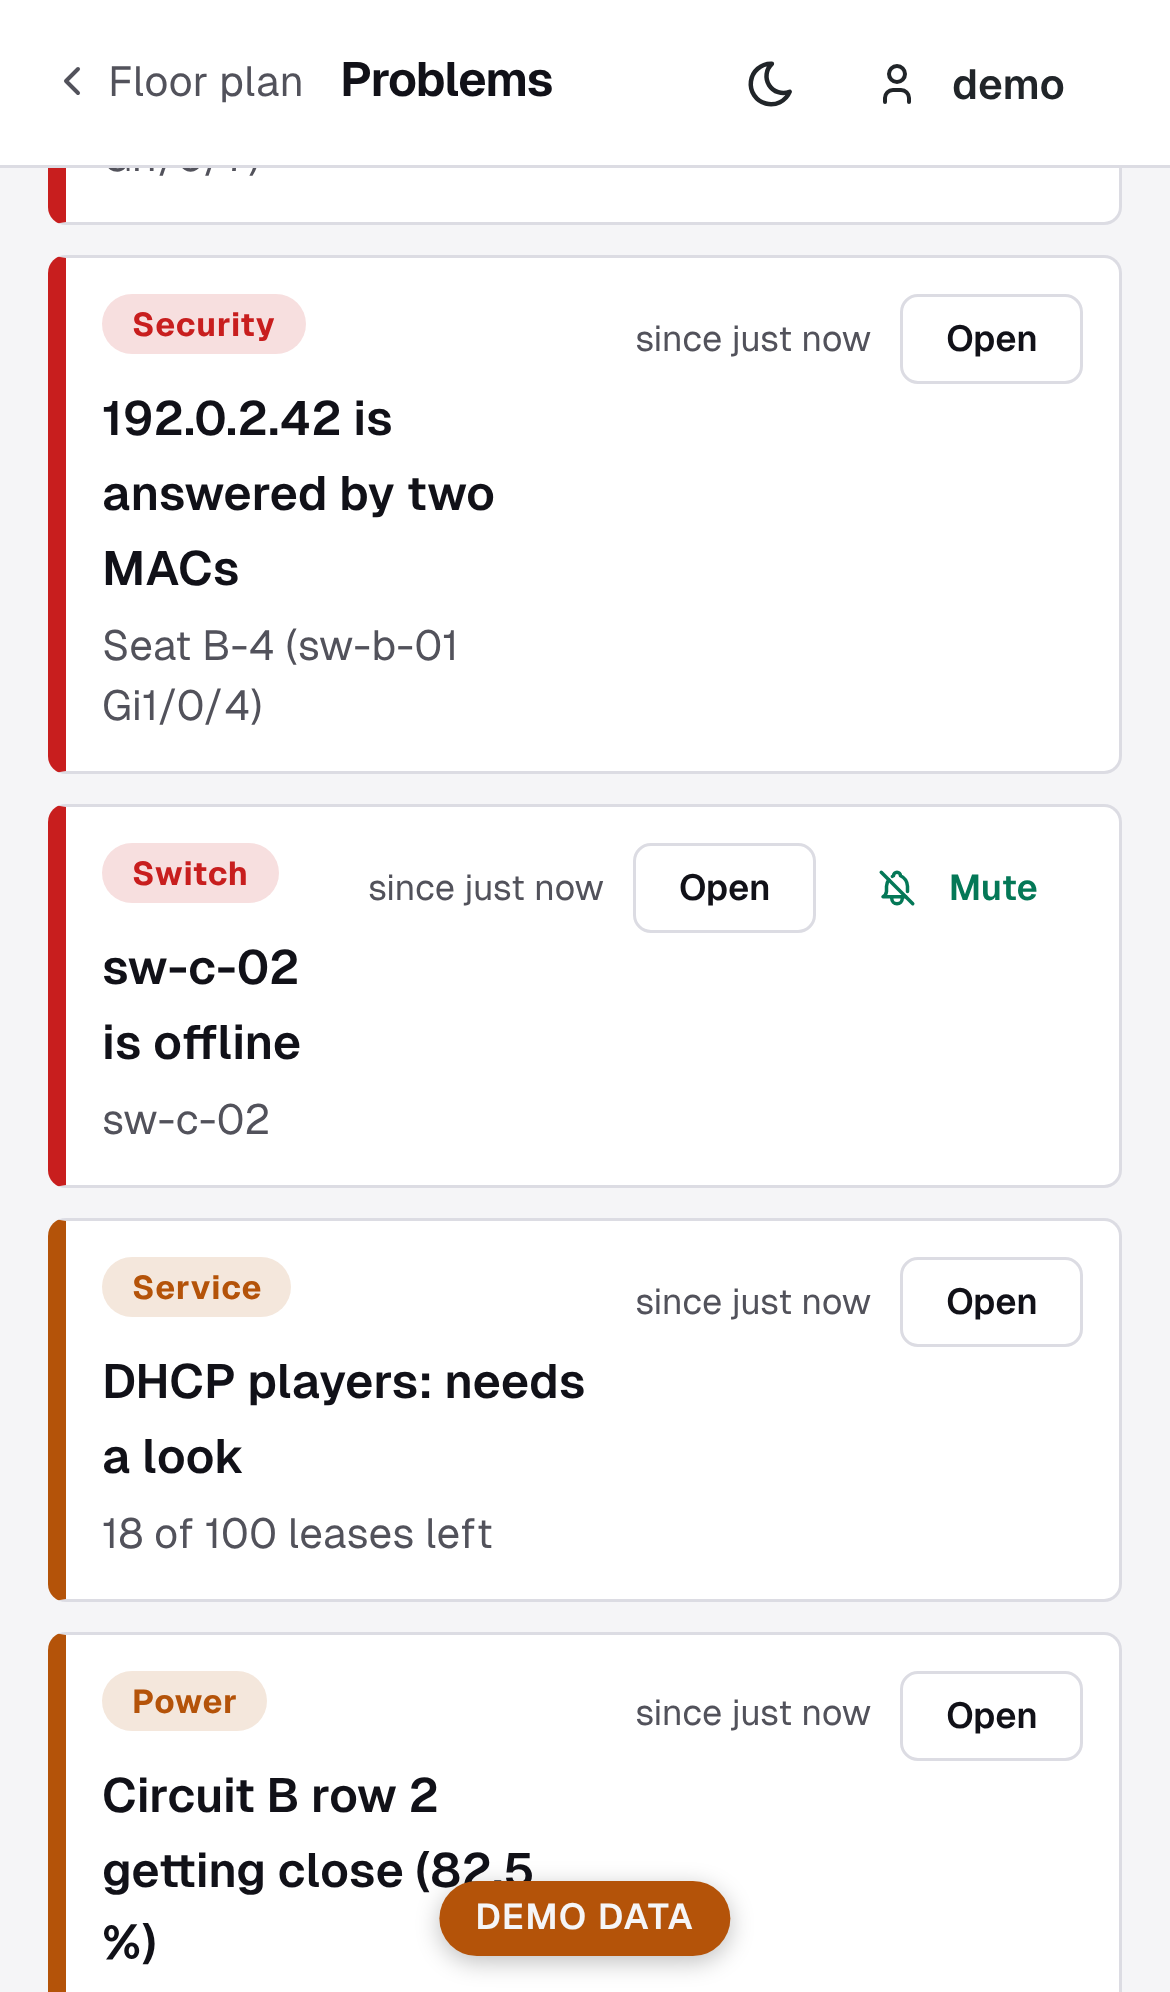 Floor plan Problems demo
Security since just now Open
192.0.2.42 is
answered by two
MACs
Seat B-4 (sw-b-01
Gi1/0/4)
Switch since just now Open Mute
sw-c-02
is offline
sw-c-02
Service since just now Open
DHCP players: needs
a look
18 of 100 leases left
Power since just now Open
Circuit B row 2
getting close (82.5
%)
DEMO DATA